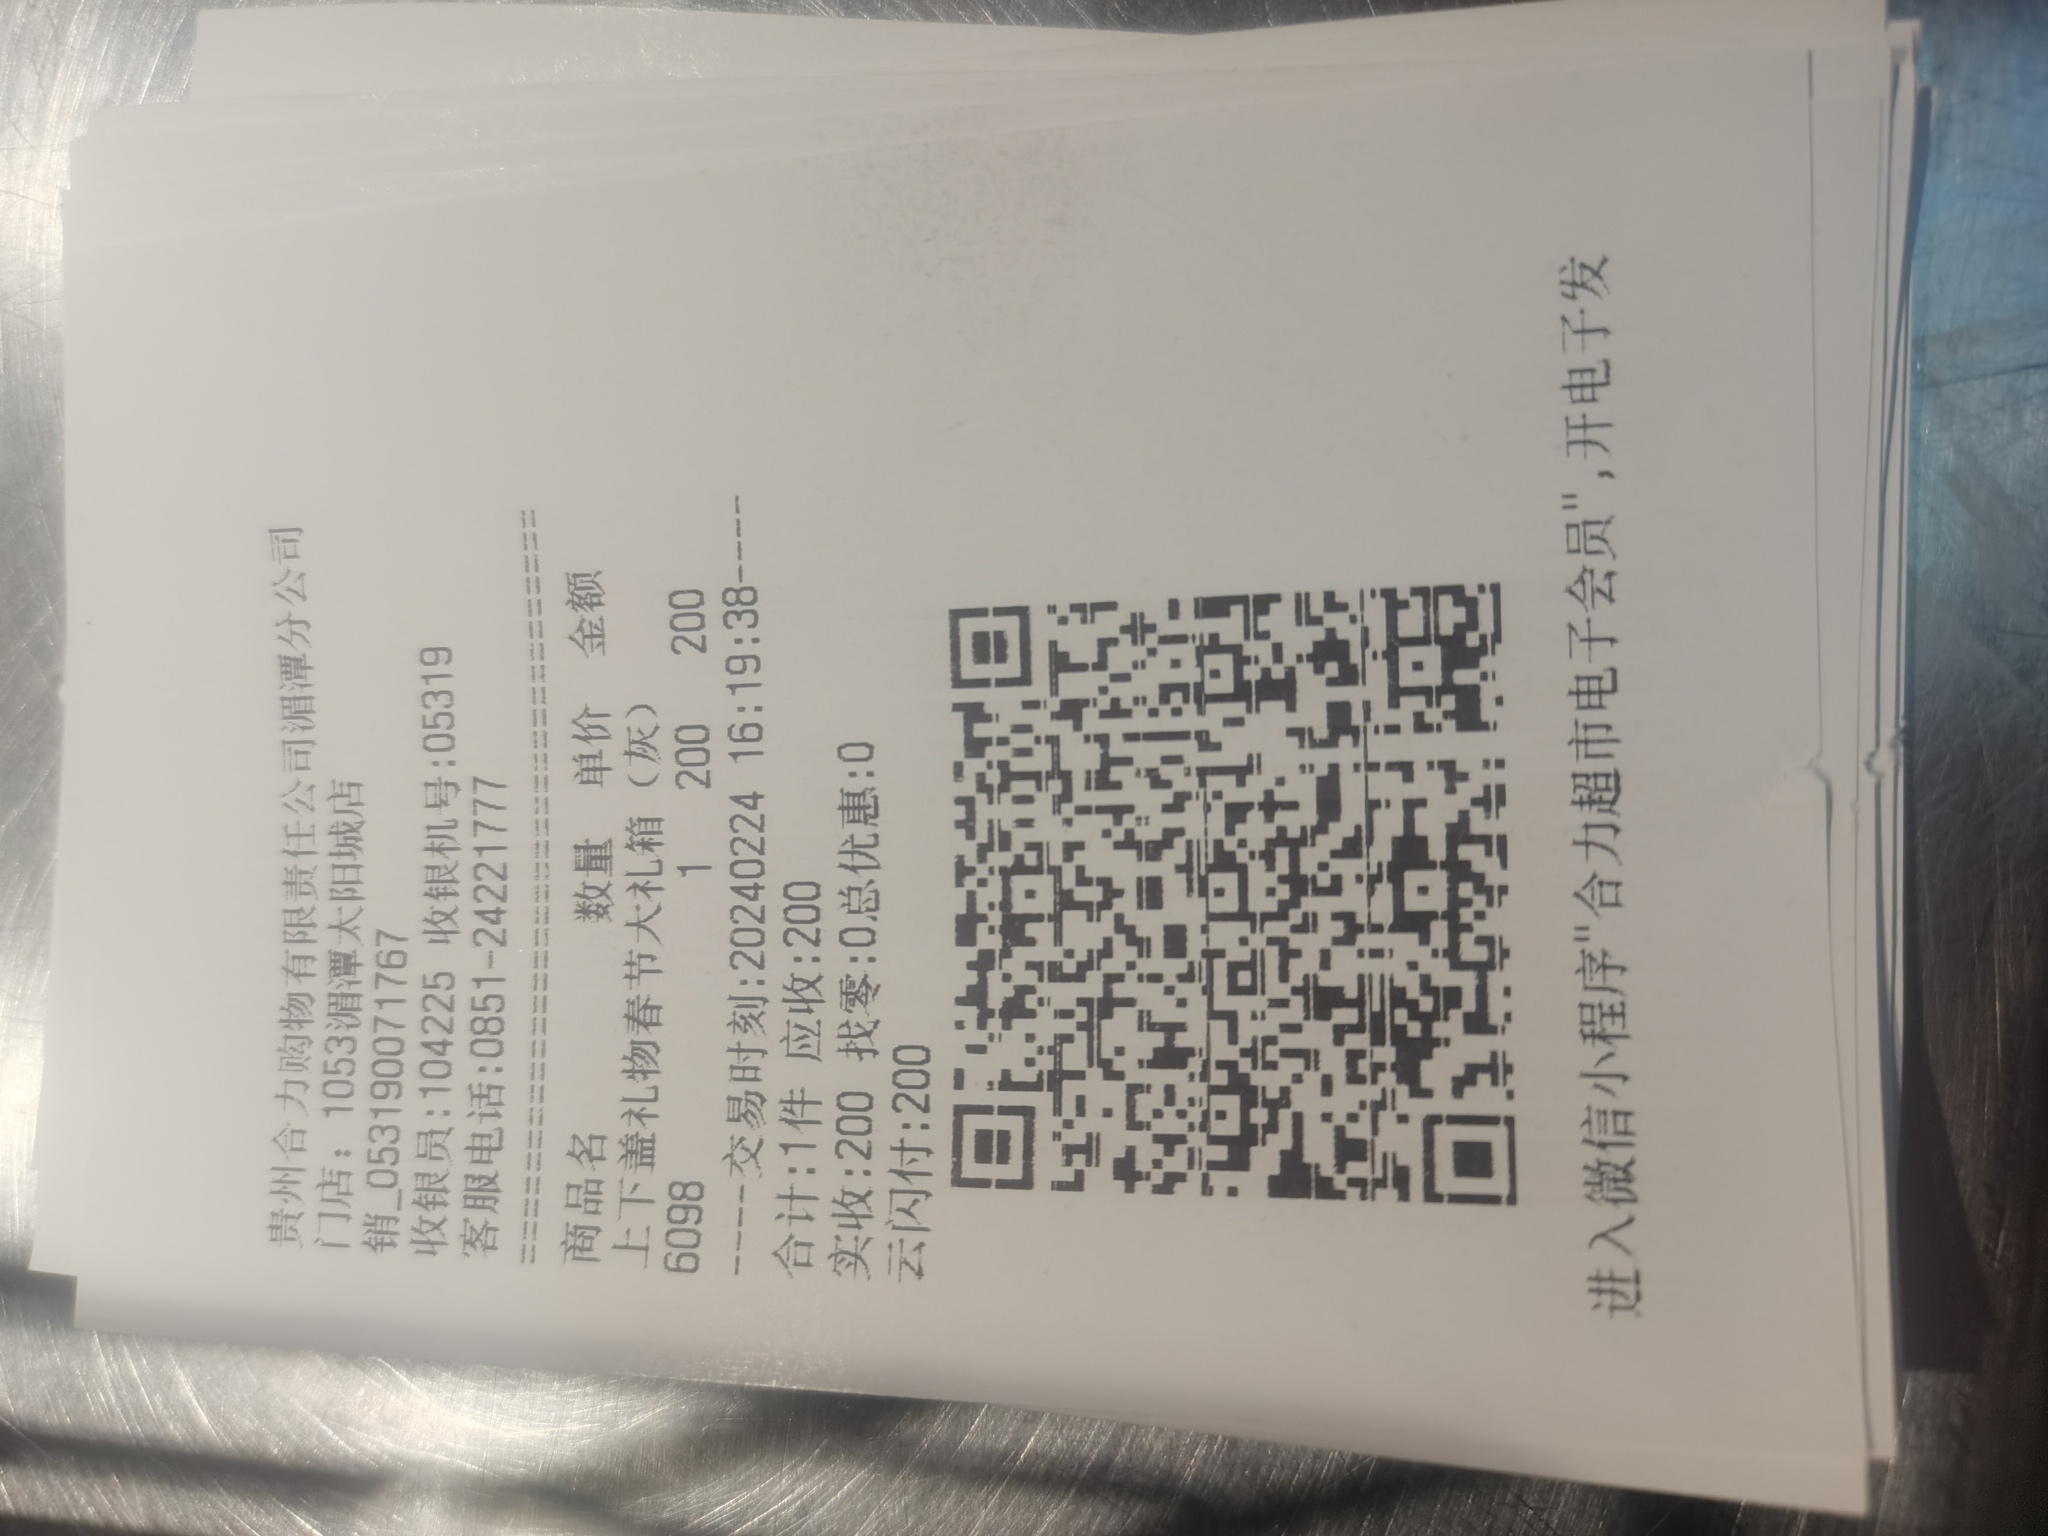 贵州合力购物有限责任公司湄潭分公司
门店: 1053湄潭太阳城店
销_053190071767
收银员:104225 收银机号:05319
客服电话:0851-24221777
================================
商品名 数量 单价 金额
上下盖礼物春节大礼箱（灰）
6098 1 200 200
----交易时刻:20240224 16:19:38----
合计:1件 应收:200
实收:200 找零:0总优惠:0
云闪付:200
进入微信小程序"合力超市电子会员",开电子发